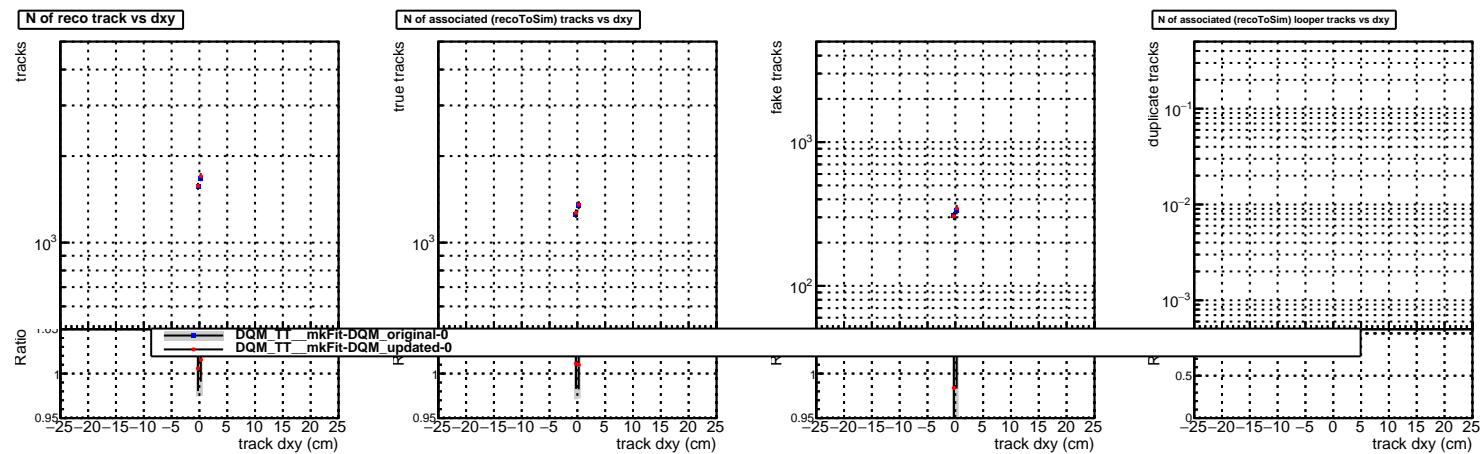 N of reco track vs dxy
tracks
10^3
Ratio
0.95 1
−25 −20 −15 −10 −5 0 5 10 15 20 25
track dxy (cm)
N of associated (recoToSim) tracks vs dxy
true tracks
10^3
0.95 1
−25 −20 −15 −10 −5 0 5 10 15 20 25
track dxy (cm)
fake tracks
10^3
10^2
0.95 1
−25 −20 −15 −10 −5 0 5 10 15 20 25
track dxy (cm)
N of associated (recoToSim) looper tracks vs dxy
duplicate tracks
10^−1
10^−2
10^−3
0.5
0
−25 −20 −15 −10 −5 0 5 10 15 20 25
track dxy (cm)
DQM_TT__mkFit-DQM_original-0
DQM_TT__mkFit-DQM_updated-0